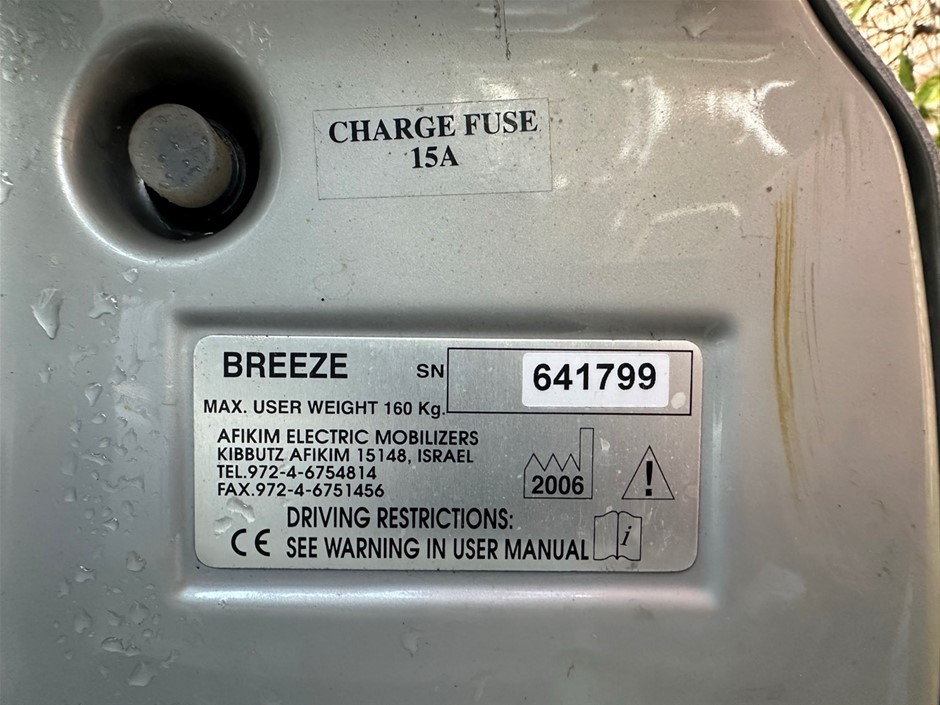 CHARGE FUSE
15A
BREEZE SN 641799
MAX. USER WEIGHT 160 Kg.
AFIKIM ELECTRIC MOBILIZERS
KIBBUTZ AFIKIM 15148, ISRAEL
TEL.972-4-6754814
FAX.972-4-6751456
2006
!
CE DRIVING RESTRICTIONS:
SEE WARNING IN USER MANUAL i